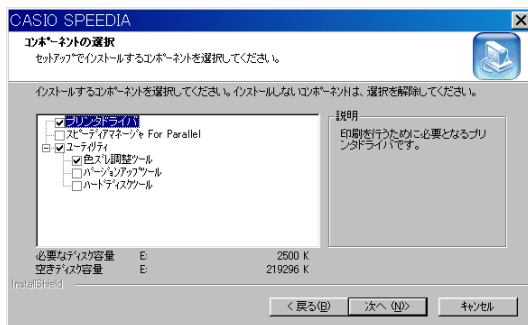 CASIO SPEEDIA
ｺﾝﾎﾟｰﾈﾝﾄの選択
ｾｯﾄｱｯﾌﾟでインストールするｺﾝﾎﾟｰﾈﾝﾄを選択してください。
インストールするｺﾝﾎﾟｰﾈﾝﾄを選択してください。インストールしないｺﾝﾎﾟｰﾈﾝﾄは、選択を解除してください。
プリンタドライバ
ｽﾋﾟｰﾃﾞｨｱﾏﾈｰｼﾞｬ For Parallel
ﾕｰﾃｨﾘﾃｨ
色ｽﾞﾚ調整ﾂｰﾙ
ﾊﾞｰｼﾞｮﾝｱｯﾌﾟﾂｰﾙ
ﾊｰﾄﾞﾃﾞｨｽｸﾂｰﾙ
説明
印刷を行うために必要となるプリ
ンタドライバです。
必要なﾃﾞｨｽｸ容量 E: 2500 K
空きﾃﾞｨｽｸ容量 E: 219296 K
InstallShield
< 戻る(B)
次へ (N)>
ｷｬﾝｾﾙ